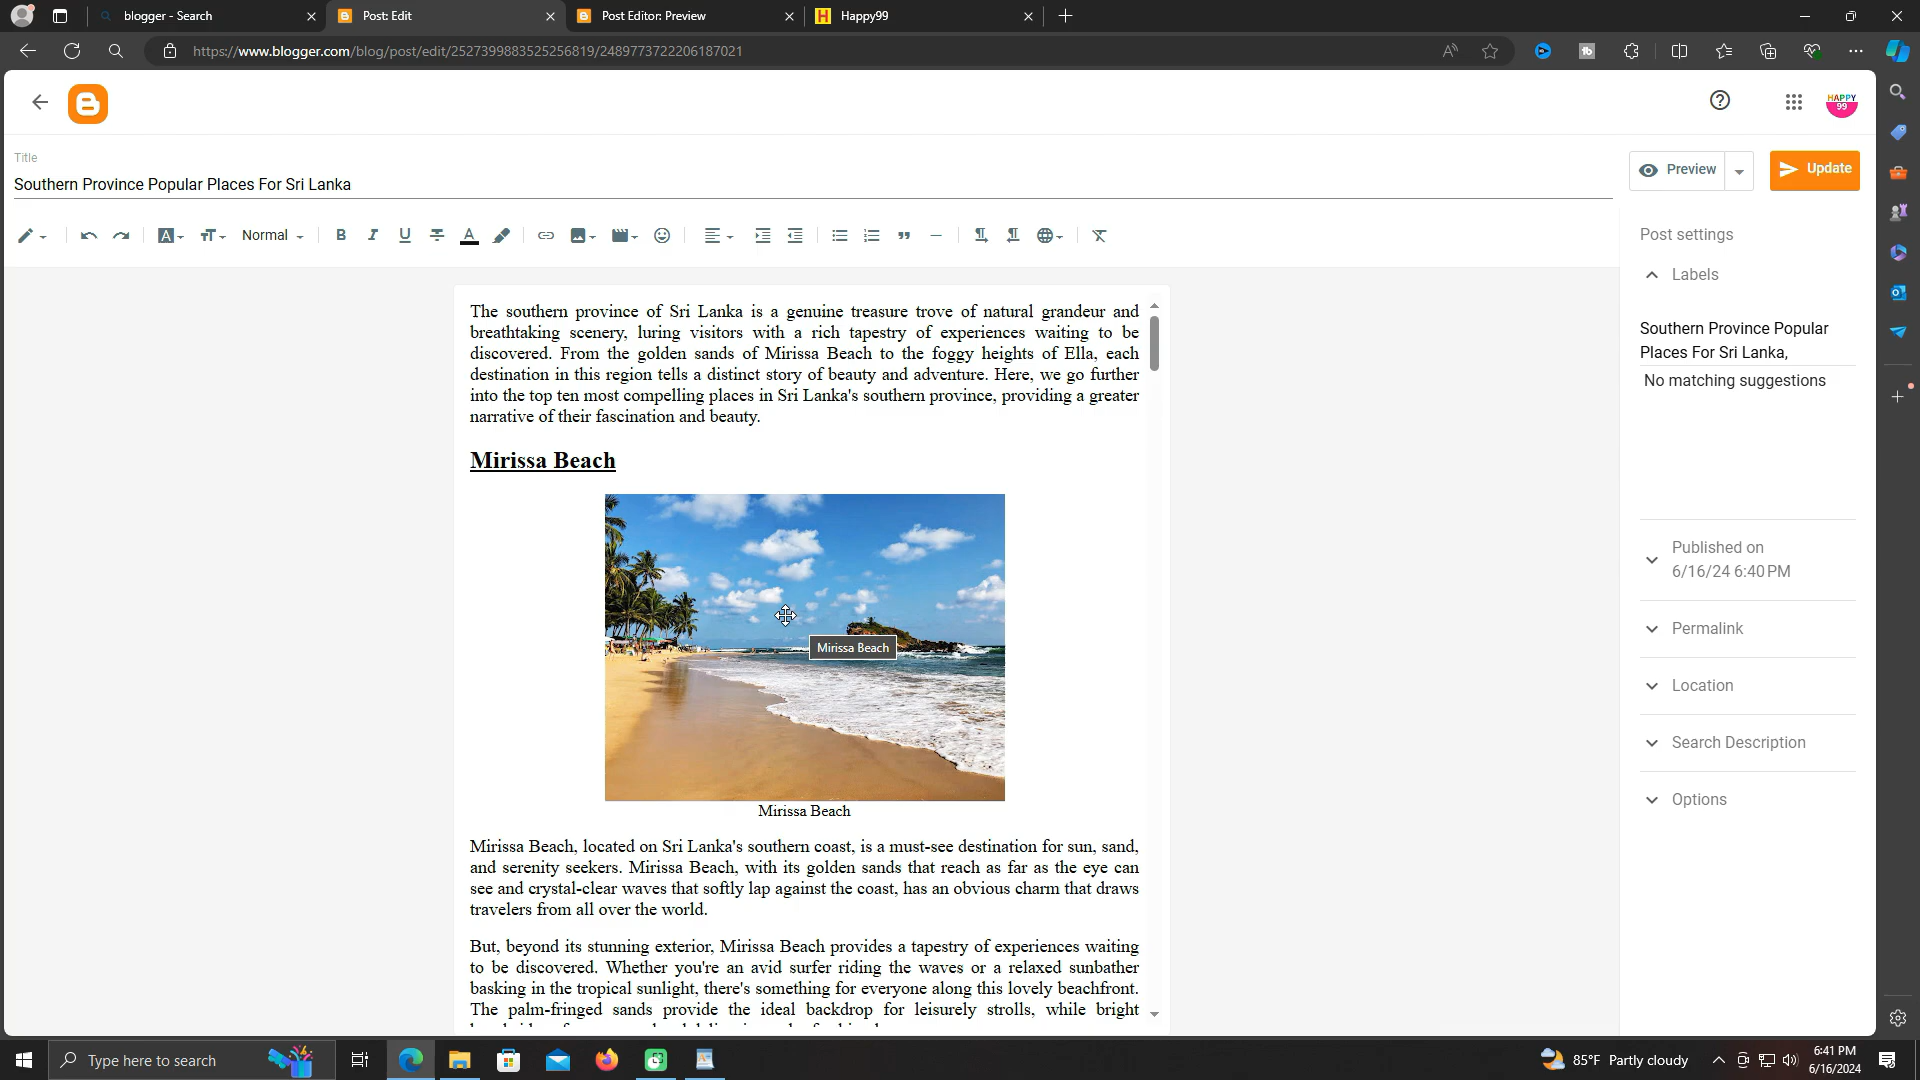 blogger - Search
Post: Edit
Post Editor: Preview
Happy99
https://www.blogger.com/blog/post/edit/2527399883525256819/2489773722206187021
HAPPY
99
Title
Southern Province Popular Places For Sri Lanka
Preview
Update
Normal
Post settings
Labels
Southern Province Popular
Places For Sri Lanka,
No matching suggestions
Published on
6/16/24 6:40 PM
Permalink
Location
Search Description
Options
The southern province of Sri Lanka is a genuine treasure trove of natural grandeur and
breathtaking scenery, luring visitors with a rich tapestry of experiences waiting to be
discovered. From the golden sands of Mirissa Beach to the foggy heights of Ella, each
destination in this region tells a distinct story of beauty and adventure. Here, we go further
into the top ten most compelling places in Sri Lanka's southern province, providing a greater
narrative of their fascination and beauty.
Mirissa Beach
Mirissa Beach
Mirissa Beach
Mirissa Beach, located on Sri Lanka's southern coast, is a must-see destination for sun, sand,
and serenity seekers. Mirissa Beach, with its golden sands that reach as far as the eye can
see and crystal-clear waves that softly lap against the coast, has an obvious charm that draws
travelers from all over the world.
But, beyond its stunning exterior, Mirissa Beach provides a tapestry of experiences waiting
to be discovered. Whether you're an avid surfer riding the waves or a relaxed sunbather
basking in the tropical sunlight, there's something for everyone along this lovely beachfront.
The palm-fringed sands provide the ideal backdrop for leisurely strolls, while bright
Type here to search
85°F Partly cloudy
6:41 PM
6/16/2024